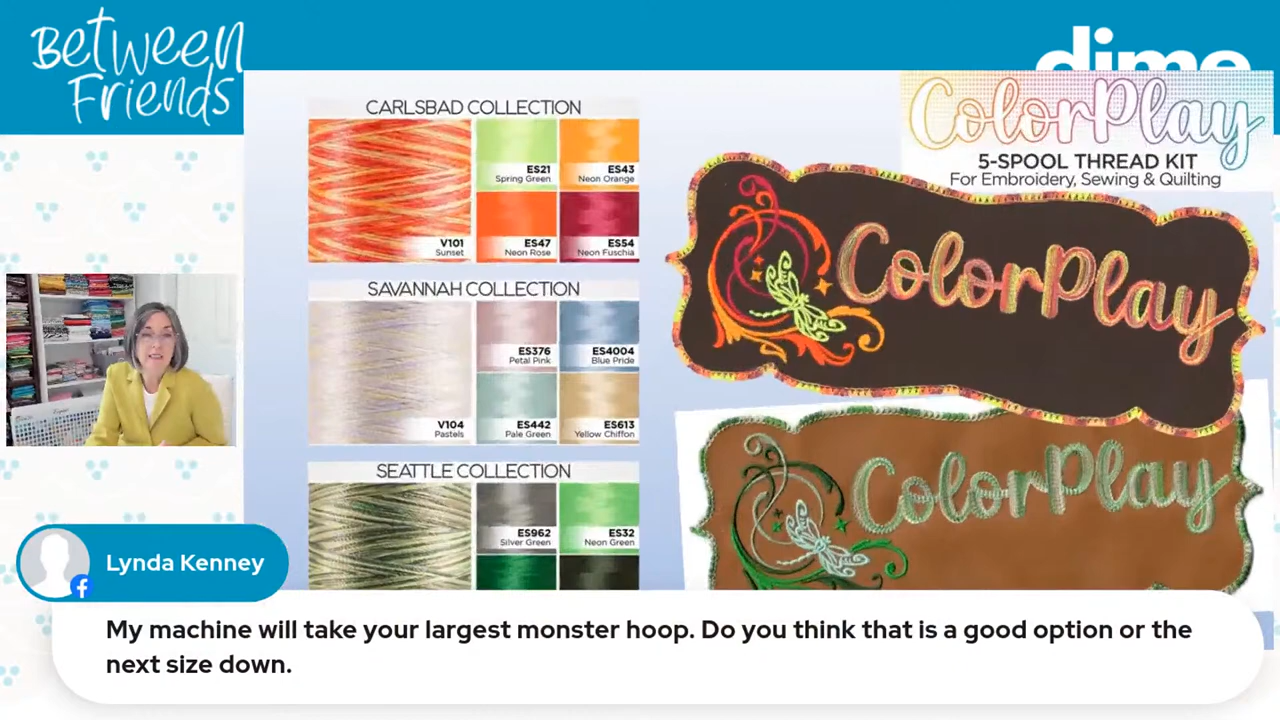 Between
Friends
dime
ColorPlay
5-SPOOL THREAD KIT
For Embroidery, Sewing & Quilting
CARLSBAD COLLECTION
V101
Sunset
ES21
Spring Green
ES43
Neon Orange
ES47
Neon Rose
ES54
Neon Fuschia
SAVANNAH COLLECTION
V104
Pastels
ES376
Petal Pink
ES4004
Blue Pride
ES442
Pale Green
ES613
Yellow Chiffon
SEATTLE COLLECTION
ES962
Silver Green
ES32
Neon Green
ColorPlay
ColorPlay
Lynda Kenney
My machine will take your largest monster hoop. Do you think that is a good option or the
next size down.